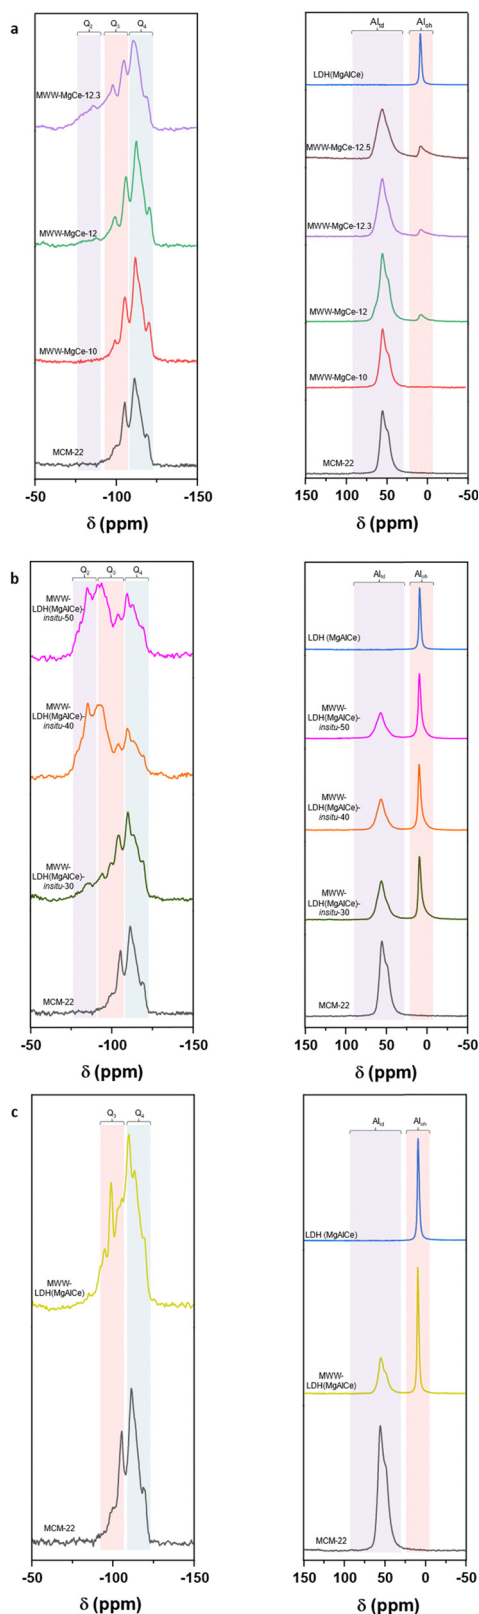 a
Q2 Q3 Q4
MWW-MgCe-12.3
MWW-MgCe-12
MWW-MgCe-10
MCM-22
-50 -100 -150
δ (ppm)
Altd Aloh
LDH(MgAlCe)
MWW-MgCe-12.5
MWW-MgCe-12.3
MWW-MgCe-12
MWW-MgCe-10
MCM-22
150 100 50 0 -50
δ (ppm)
b
Q2 Q3 Q4
MWW-
LDH(MgAlCe)-
insitu-50
MWW-
LDH(MgAlCe)-
insitu-40
MWW-
LDH(MgAlCe)-
insitu-30
MCM-22
-50 -100 -150
δ (ppm)
Altd Aloh
LDH (MgAlCe)
MWW-
LDH(MgAlCe)-
insitu-50
MWW-
LDH(MgAlCe)-
insitu-40
MWW-
LDH(MgAlCe)-
insitu-30
MCM-22
150 100 50 0 -50
δ (ppm)
c
Q3 Q4
MWW-
LDH(MgAlCe)
MCM-22
-50 -100 -150
δ (ppm)
Altd Aloh
LDH (MgAlCe)
MWW-
LDH(MgAlCe)
MCM-22
150 100 50 0 -50
δ (ppm)